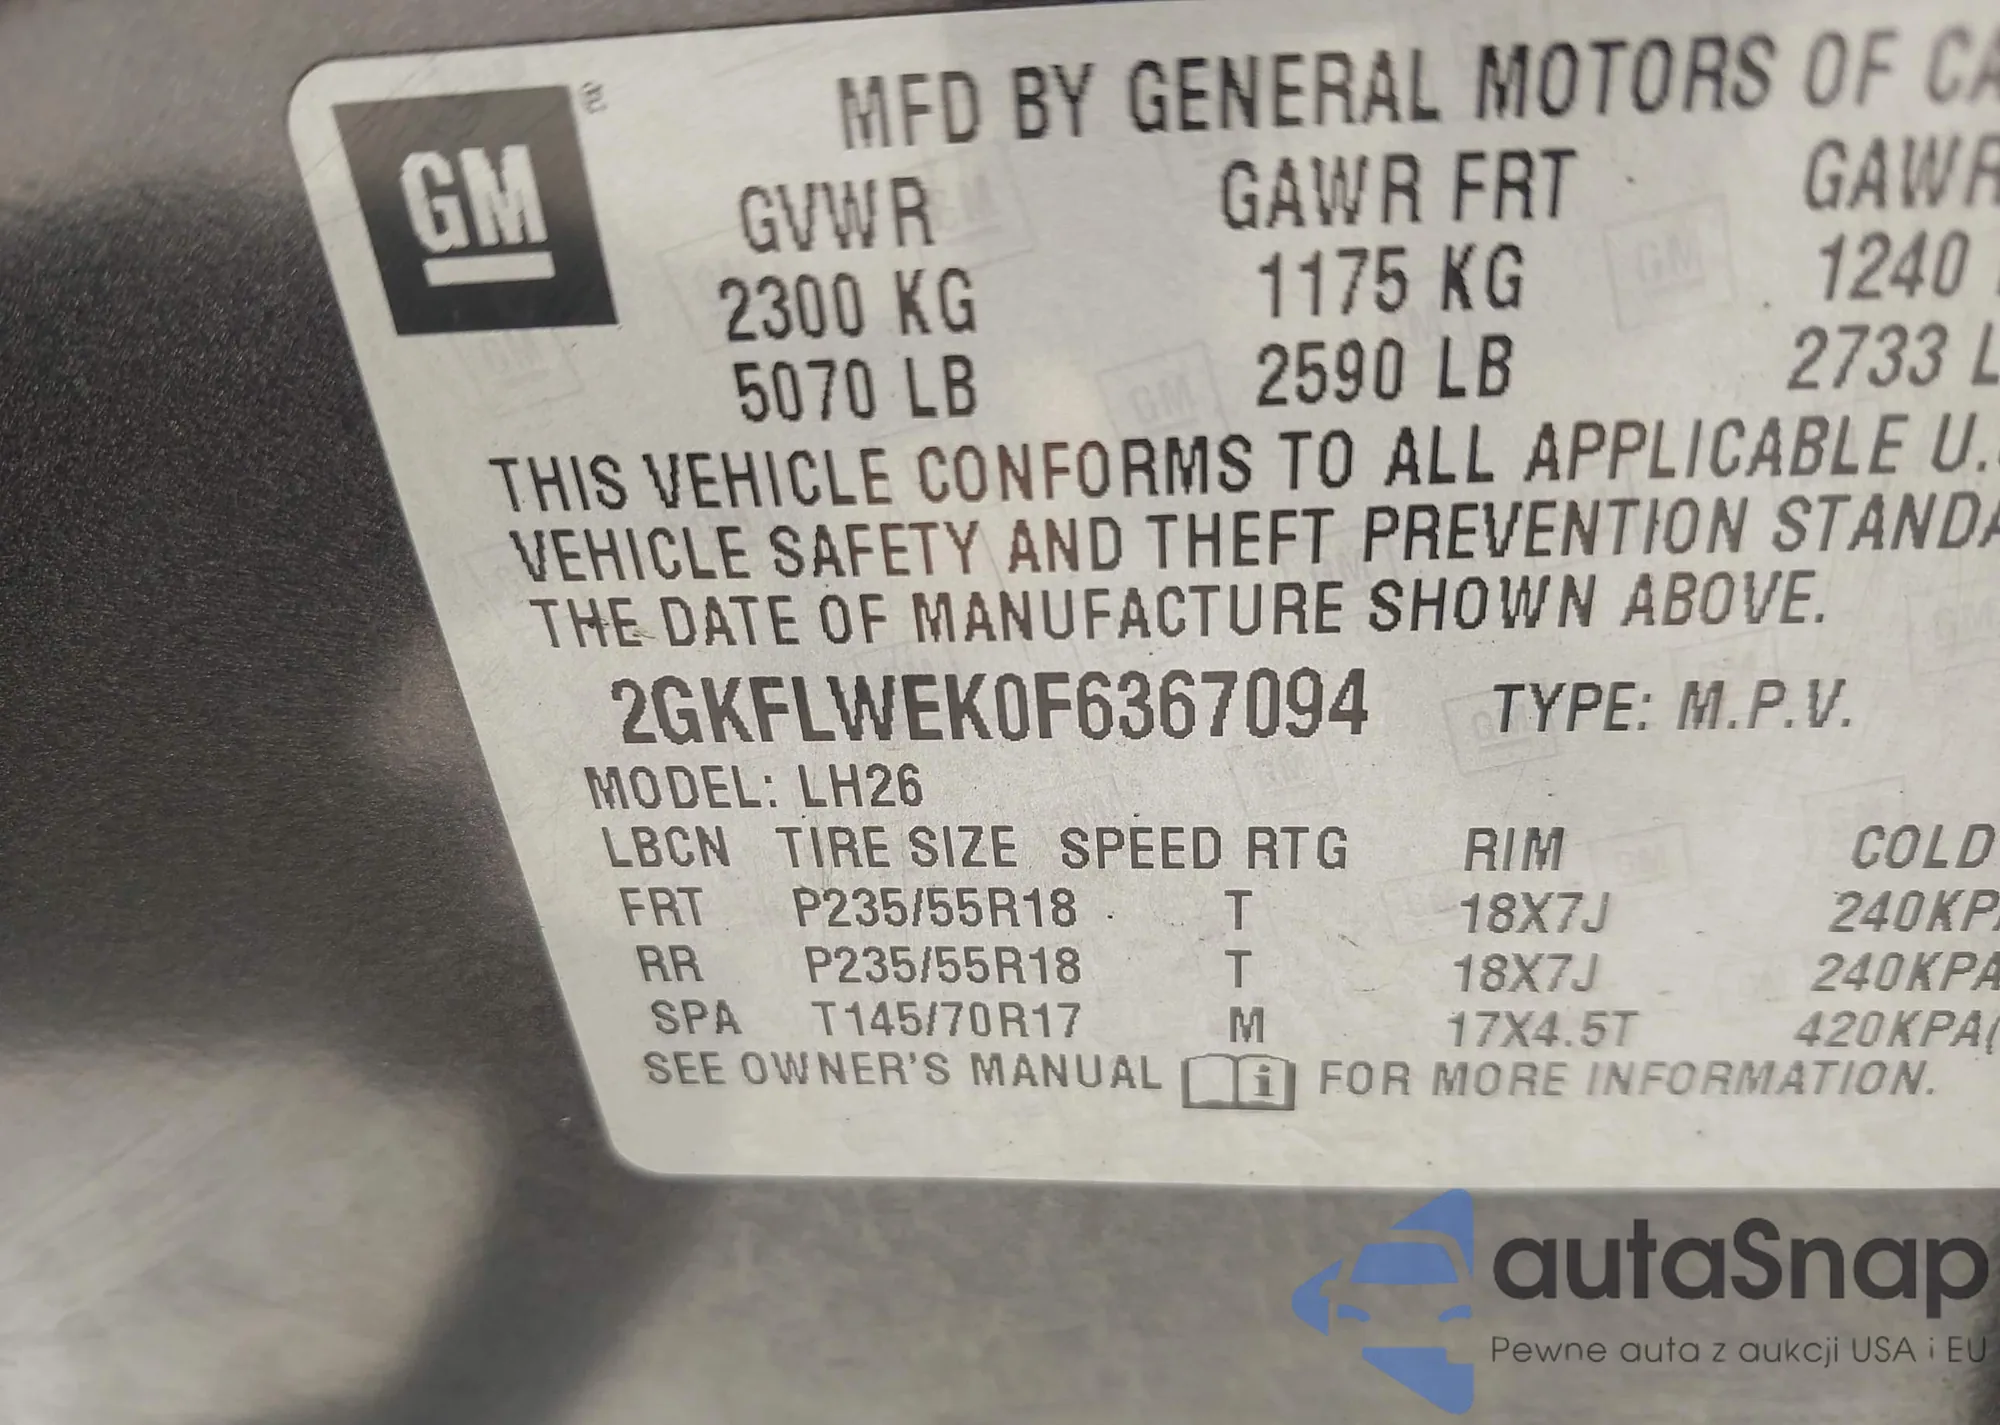 GM ®
MFD BY GENERAL MOTORS OF CA
GVWR GAWR FRT GAWR
2300 KG 1175 KG 1240
5070 LB 2590 LB 2733 L
THIS VEHICLE CONFORMS TO ALL APPLICABLE U.S
VEHICLE SAFETY AND THEFT PREVENTION STANDA
THE DATE OF MANUFACTURE SHOWN ABOVE.
2GKFLWEK0F6367094 TYPE: M.P.V.
MODEL: LH26
LBCN TIRE SIZE SPEED RTG RIM COLD
FRT P235/55R18 T 18X7J 240KPA
RR P235/55R18 T 18X7J 240KPA
SPA T145/70R17 M 17X4.5T 420KPA(
SEE OWNER'S MANUAL i FOR MORE INFORMATION.
autaSnap
Pewne auta z aukcji USA i EU